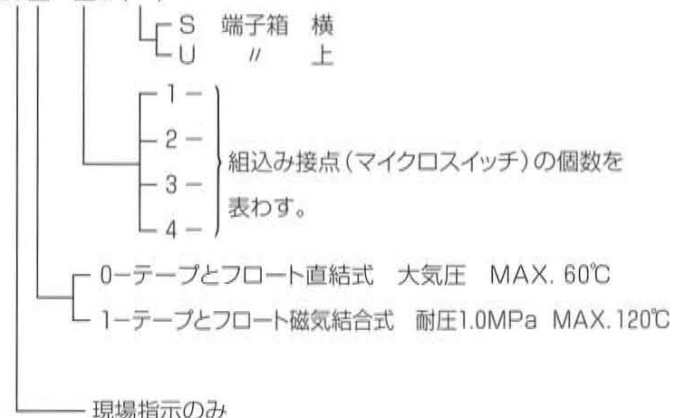 S 端子箱 横
U 〃 上
1－
2－
3－
4－
組込み接点(マイクロスイッチ)の個数を
表わす。
0－テープとフロート直結式 大気圧 MAX. 60℃
1－テープとフロート磁気結合式 耐圧1.0MPa MAX.120℃
現場指示のみ